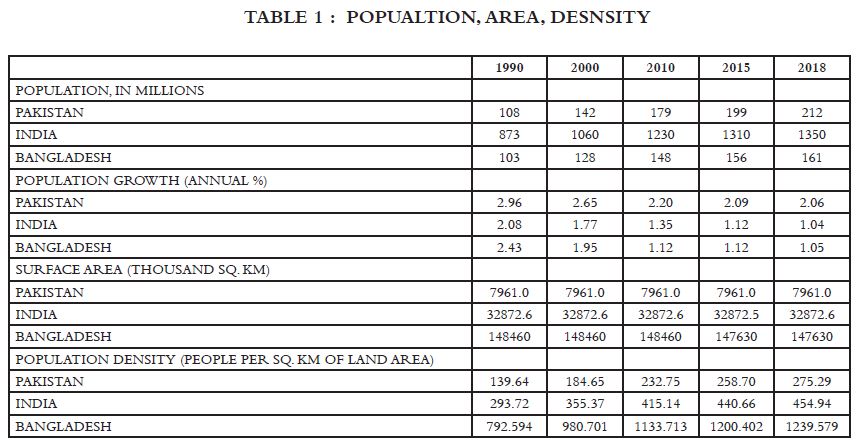 TABLE 1 : POPUALTION, AREA, DESNSITY
1990 2000 2010 2015 2018
POPULATION, IN MILLIONS
PAKISTAN 108 142 179 199 212
INDIA 873 1060 1230 1310 1350
BANGLADESH 103 128 148 156 161
POPULATION GROWTH (ANNUAL %)
PAKISTAN 2.96 2.65 2.20 2.09 2.06
INDIA 2.08 1.77 1.35 1.12 1.04
BANGLADESH 2.43 1.95 1.12 1.12 1.05
SURFACE AREA (THOUSAND SQ. KM)
PAKISTAN 7961.0 7961.0 7961.0 7961.0 7961.0
INDIA 32872.6 32872.6 32872.6 32872.5 32872.6
BANGLADESH 148460 148460 148460 147630 147630
POPULATION DENSITY (PEOPLE PER SQ. KM OF LAND AREA)
PAKISTAN 139.64 184.65 232.75 258.70 275.29
INDIA 293.72 355.37 415.14 440.66 454.94
BANGLADESH 792.594 980.701 1133.713 1200.402 1239.579